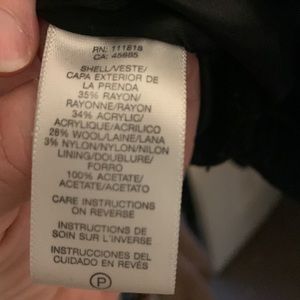 RN: 111818
CA: 45685
SHELL/VESTE/
CAPA EXTERIOR DE
LA PRENDA
35% RAYON/
RAYONNE/RAYON
34% ACRYLIC/
ACRYLIQUE/ACRILICO
28% WOOL/LAINE/LANA
3% NYLON/NYLON/NILON
LINING/DOUBLURE/
FORRO
100% ACETATE/
ACETATE/ACETATO
CARE INSTRUCTIONS
ON REVERSE
INSTRUCTIONS DE
SOIN SUR L'INVERSE
INSTRUCCIONES DEL
CUIDADO EN REVÉS
P